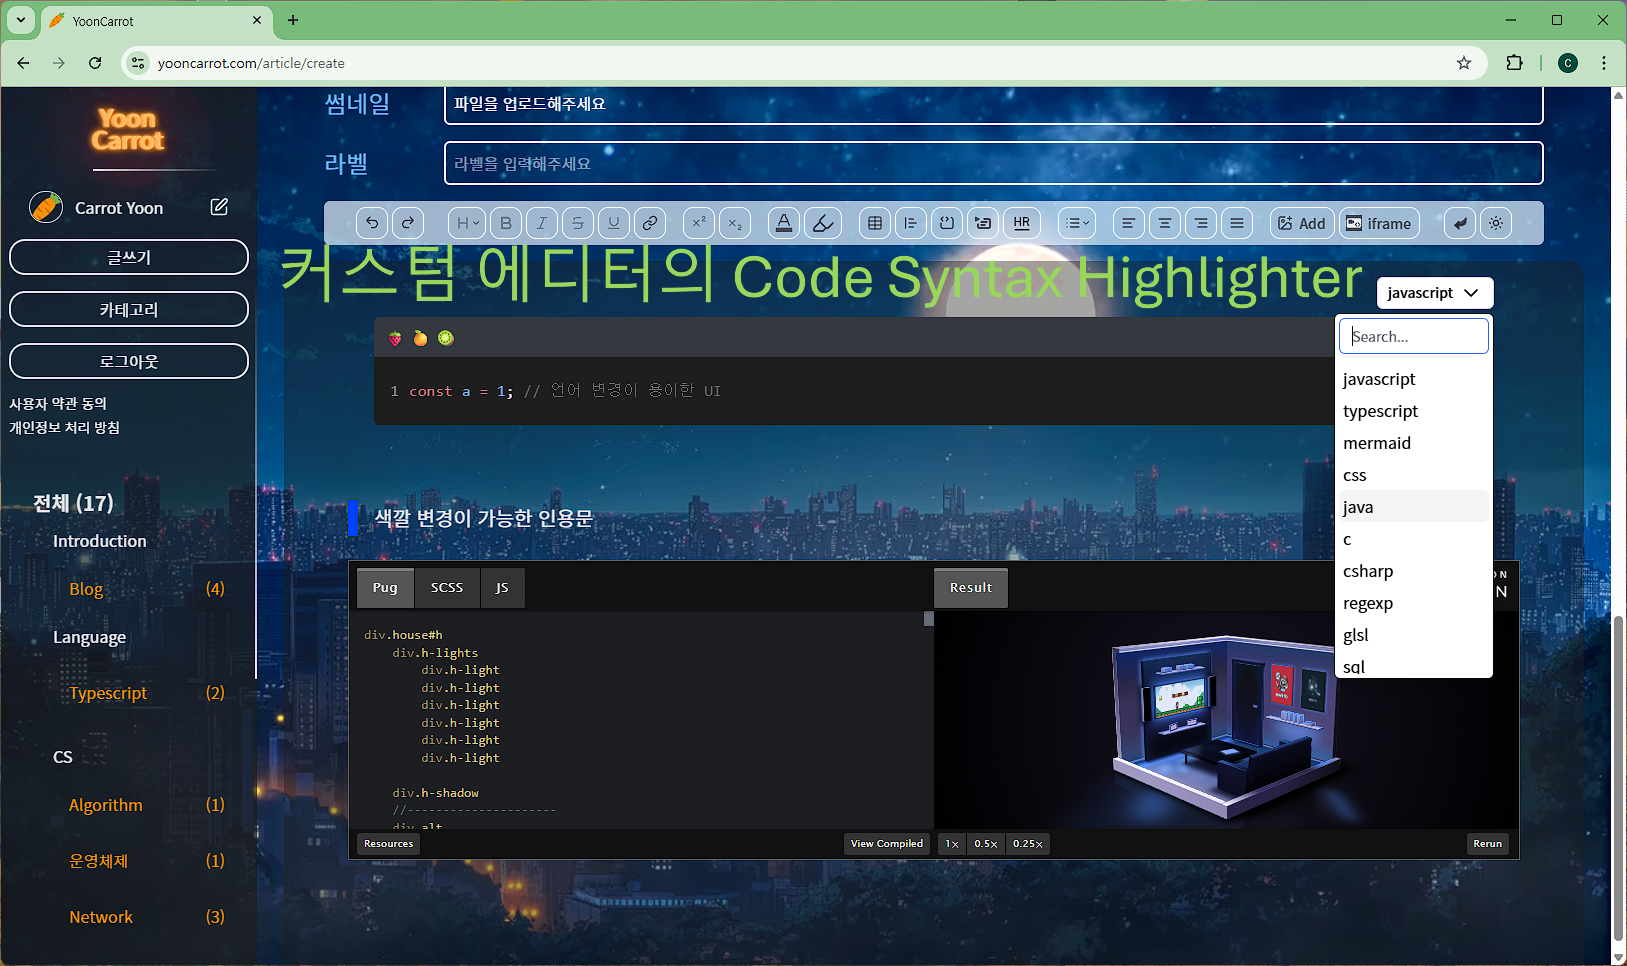 YoonCarrot
yooncarrot.com/article/create
C
Yoon
Carrot
Carrot Yoon
글쓰기
카테고리
로그아웃
사용자 약관 동의
개인정보 처리 방침
전체 (17)
Introduction
Blog (4)
Language
Typescript (2)
CS
Algorithm (1)
운영체제 (1)
Network (3)
썸네일 파일을 업로드해주세요
라벨 라벨을 입력해주세요
H B I S U x² x₂ A HR Add iframe
커스텀 에디터의 Code Syntax Highlighter
javascript
Search...
javascript
typescript
mermaid
css
java
c
csharp
regexp
glsl
sql
1 const a = 1; // 언어 변경이 용이한 UI
색깔 변경이 가능한 인용문
Pug SCSS JS Result
div.house#h
div.h-lights
div.h-light
div.h-light
div.h-light
div.h-light
div.h-light
div.h-light
div.h-shadow
//---------------------
div.alt
Resources View Compiled 1x 0.5x 0.25x Rerun